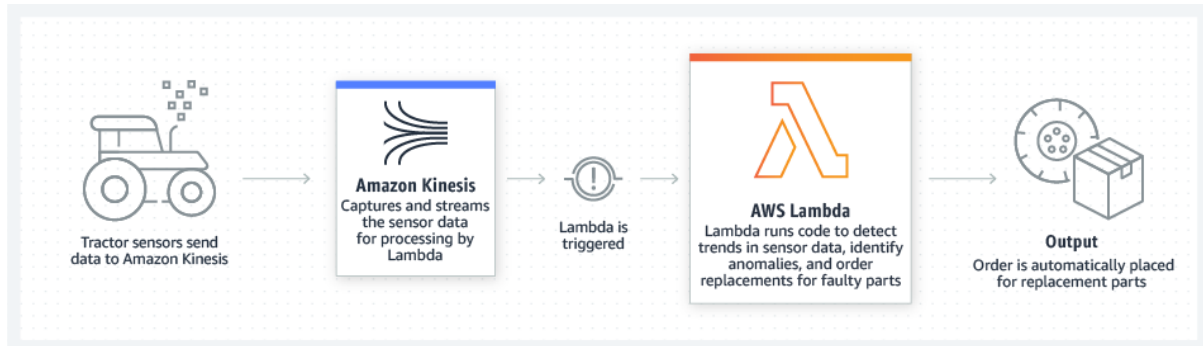 Tractor sensors send
data to Amazon Kinesis
Amazon Kinesis
Captures and streams
the sensor data
for processing by
Lambda
Lambda is
triggered
AWS Lambda
Lambda runs code to detect
trends in sensor data, identify
anomalies, and order
replacements for faulty parts
Output
Order is automatically placed
for replacement parts